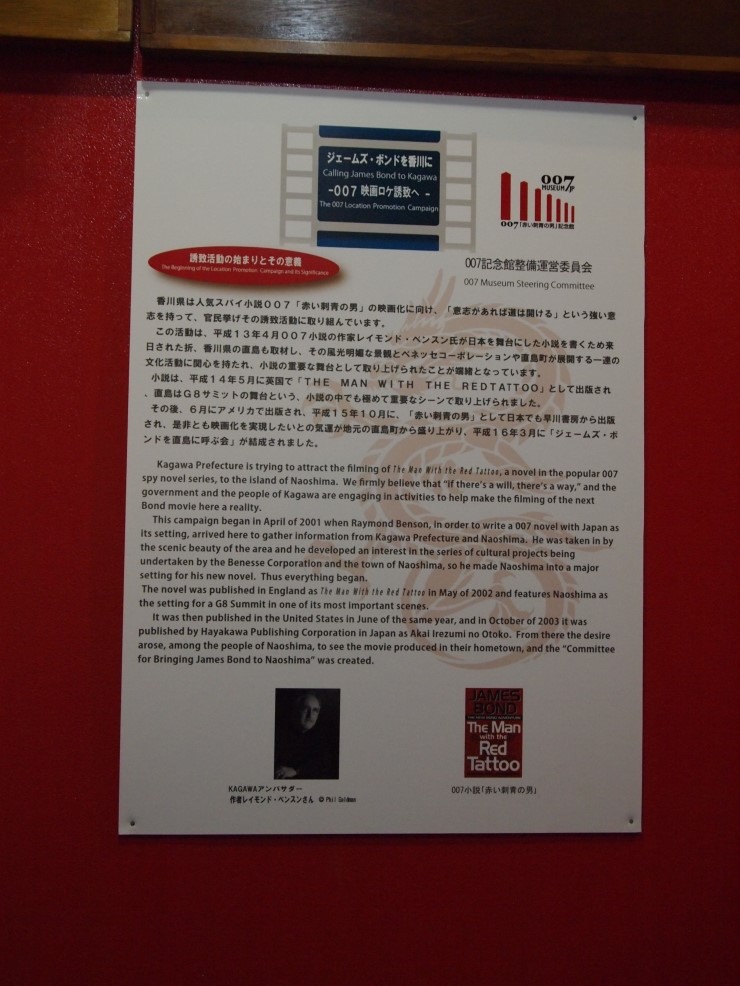 ジェームズ・ボンドを香川に
Calling James Bond to Kagawa
-007 映画ロケ誘致へ -
The 007 Location Promotion Campaign
007
MUSEUM/JP
007「赤い刺青の男」記念館
誘致活動の始まりとその意義
The Beginning of the Location Promotion Campaign and its Significance
007記念館整備運営委員会
007 Museum Steering Committee
香川県は人気スパイ小説007「赤い刺青の男」の映画化に向け、「意志があれば道は開ける」という強い意
志を持って、官民挙げその誘致活動に取り組んでいます。
この活動は、平成13年4月007小説の作家レイモンド・ベンスン氏が日本を舞台にした小説を書くため来
日された折、香川県の直島も取材し、その風光明媚な景観とベネッセコーポレーションや直島町が展開する一連の
文化活動に関心を持たれ、小説の重要な舞台として取り上げられたことが端緒となっています。
小説は、平成14年5月に英国で「THE MAN WITH THE REDTATTOO」として出版され
、直島はG8サミットの舞台という、小説の中でも極めて重要なシーンで取り上げられました。
その後、6月にアメリカで出版され、平成15年10月に、「赤い刺青の男」として日本でも早川書房から出版
され、是非とも映画化を実現したいとの気運が地元の直島町から盛り上がり、平成16年3月に「ジェームズ・ボ
ンドを直島に呼ぶ会」が結成されました。
Kagawa Prefecture is trying to attract the filming of The Man With the Red Tattoo, a novel in the popular 007
spy novel series, to the island of Naoshima. We firmly believe that "if there's a will, there's a way," and the
government and the people of Kagawa are engaging in activities to help make the filming of the next
Bond movie here a reality.
This campaign began in April of 2001 when Raymond Benson, in order to write a 007 novel with Japan as
its setting, arrived here to gather information from Kagawa Prefecture and Naoshima. He was taken in by
the scenic beauty of the area and he developed an interest in the series of cultural projects being
undertaken by the Benesse Corporation and the town of Naoshima, so he made Naoshima into a major
setting for his new novel. Thus everything began.
The novel was published in England as The Man With the Red Tattoo in May of 2002 and features Naoshima as
the setting for a G8 Summit in one of its most important scenes.
It was then published in the United States in June of the same year, and in October of 2003 it was
published by Hayakawa Publishing Corporation in Japan as Akai Irezumi no Otoko. From there the desire
arose, among the people of Naoshima, to see the movie produced in their hometown, and the "Committee
for Bringing James Bond to Naoshima" was created.
JAMES
BOND
The Man
with the
Red
Tattoo
KAGAWAアンバサダー
作者レイモンド・ベンスンさん © Phil Goldman
007小説「赤い刺青の男」